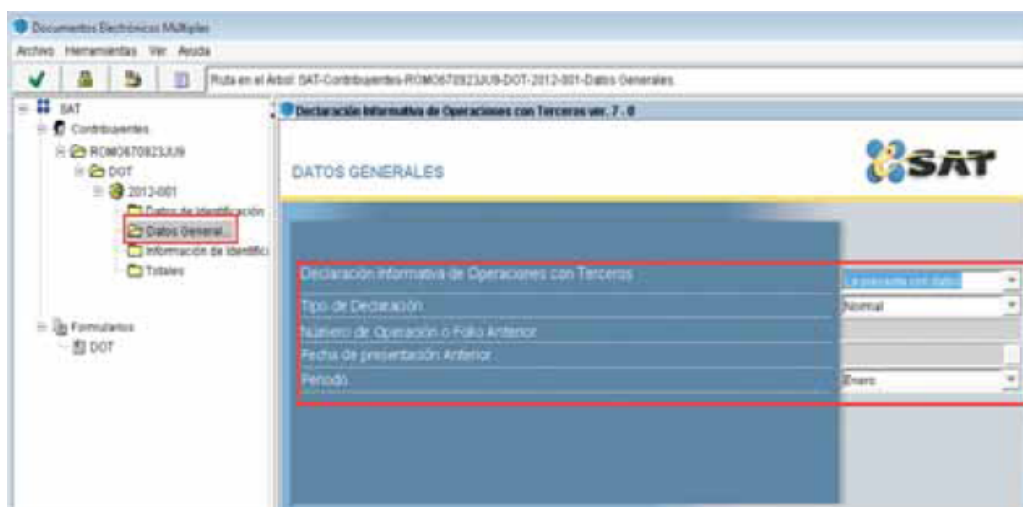 Documentos Electrónicos Múltiples
Archivo Herramientas Ver Ayuda
Ruta en el Árbol: SAT-Contribuyentes-ROMO670923JU9-DOT-2012-001-Datos Generales
SAT
Contribuyentes
ROMO670923JU9
DOT
2012-001
Datos de Identificación
Datos General...
Información de Identific
Totales
Formularios
DOT
Declaración Informativa de Operaciones con Terceros ver. 7 . 0
DATOS GENERALES
SAT
Declaración Informativa de Operaciones con Terceros
La presenta con datos
Tipo de Declaración
Normal
Número de Operación o Folio Anterior
Fecha de presentación Anterior
Periodo
Enero